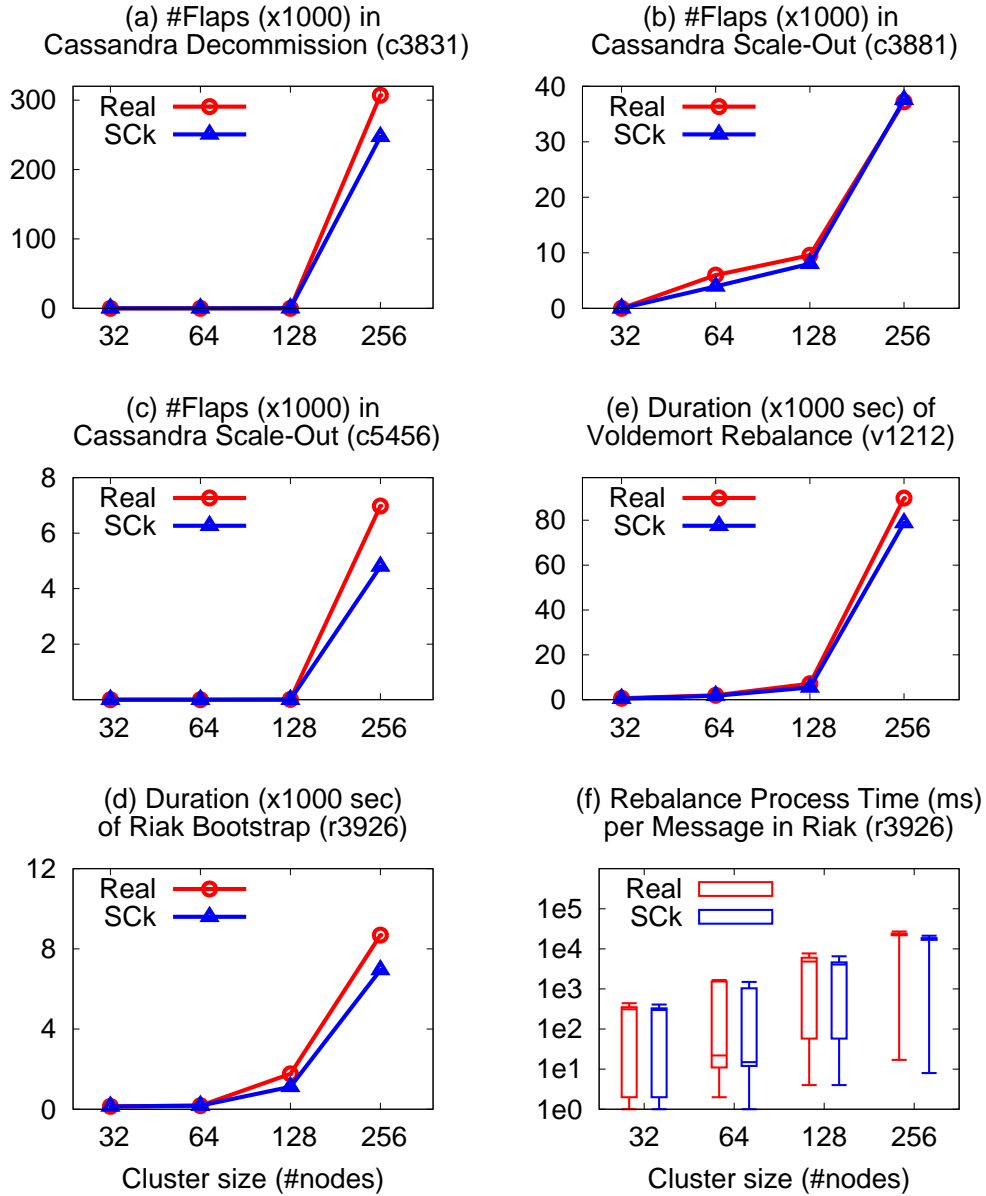 (a) #Flaps (x1000) in
Cassandra Decommission (c3831)
300
200
100
0
Real
SCk
32 64 128 256
(b) #Flaps (x1000) in
Cassandra Scale-Out (c3881)
40
30
20
10
0
Real
SCk
32 64 128 256
(c) #Flaps (x1000) in
Cassandra Scale-Out (c5456)
8
6
4
2
Real
SCk
32 64 128 256
(e) Duration (x1000 sec) of
Voldemort Rebalance (v1212)
80
60
40
20
0
Real
SCk
32 64 128 256
(d) Duration (x1000 sec)
of Riak Bootstrap (r3926)
12
8
4
0
Real
SCk
32 64 128 256
Cluster size (#nodes)
(f) Rebalance Process Time (ms)
per Message in Riak (r3926)
1e5
1e4
1e3
1e2
1e1
1e0
Real
SCk
32 64 128 256
Cluster size (#nodes)